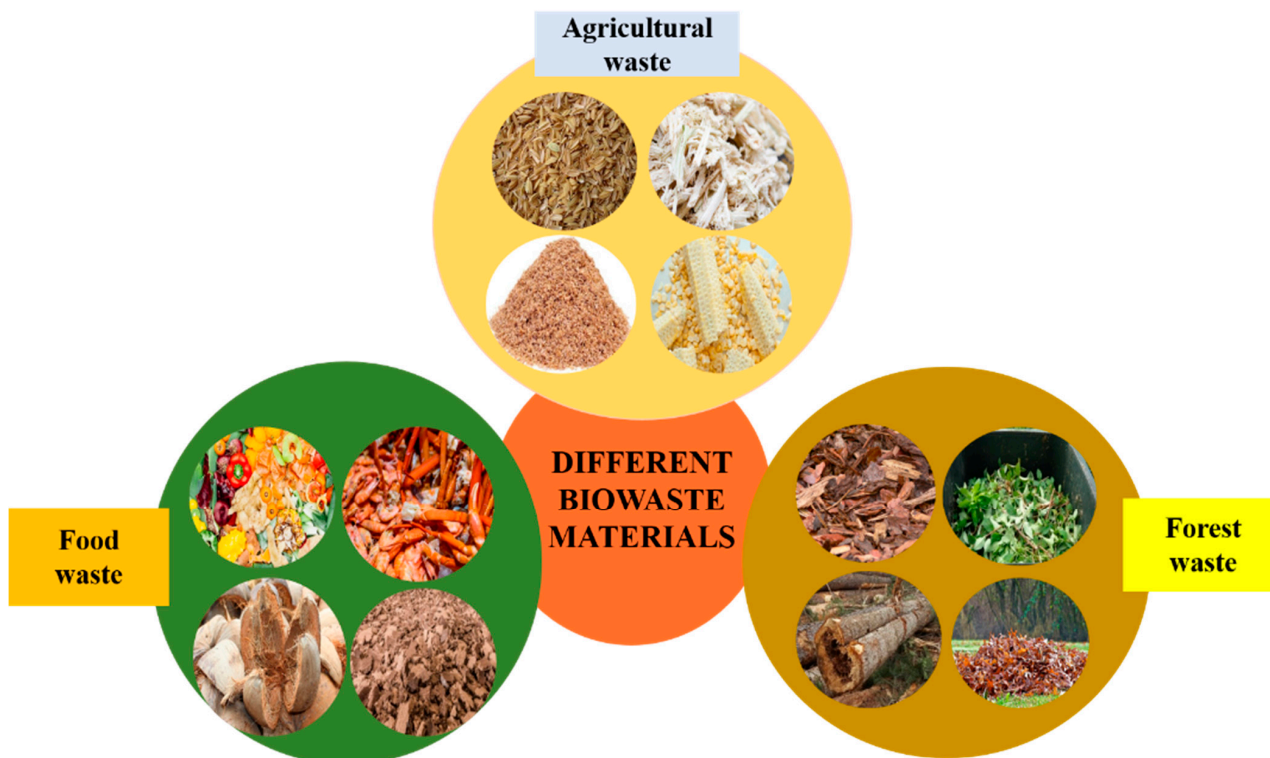 Agricultural
waste
DIFFERENT
BIOWASTE
MATERIALS
Food
waste
Forest
waste